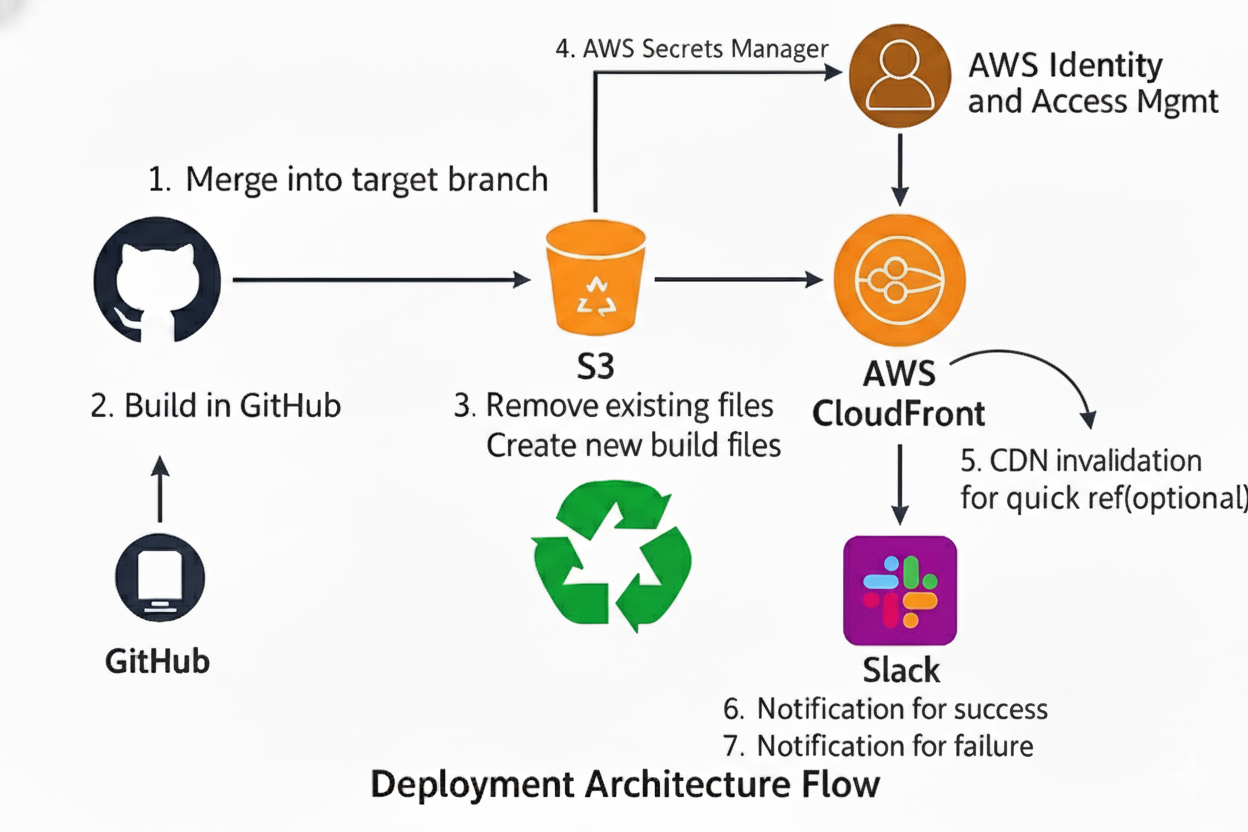 4. AWS Secrets Manager
AWS Identity
and Access Mgmt
1. Merge into target branch
S3
AWS
CloudFront
2. Build in GitHub
3. Remove existing files
Create new build files
5. CDN invalidation
for quick ref(optional)
GitHub
Slack
6. Notification for success
7. Notification for failure
Deployment Architecture Flow